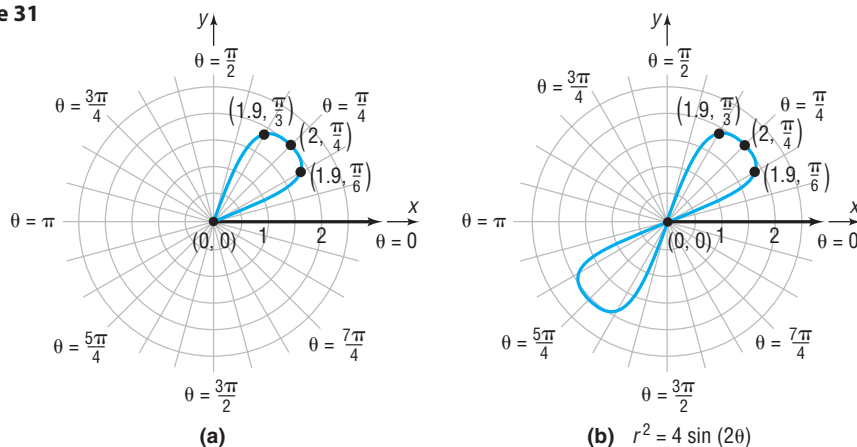 e 31
y
θ = π/2
θ = 3π/4
(1.9, π/3)
θ = π/4
(2, π/4)
(1.9, π/6)
θ = π
x
(0, 0)
1
2
θ = 0
θ = 5π/4
θ = 7π/4
θ = 3π/2
(a)
y
θ = π/2
θ = 3π/4
(1.9, π/3)
θ = π/4
(2, π/4)
(1.9, π/6)
θ = π
x
(0, 0)
1
2
θ = 0
θ = 5π/4
θ = 7π/4
θ = 3π/2
(b) r² = 4 sin (2θ)